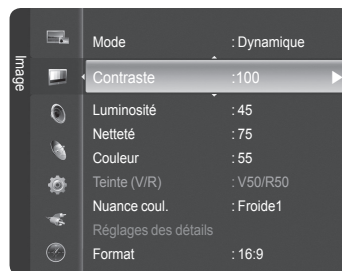 Image
Mode : Dynamique
Contraste :100
Luminosité : 45
Netteté : 75
Couleur : 55
Teinte (V/R) : V50/R50
Nuance coul. : Froide1
Réglages des détails
Format : 16:9